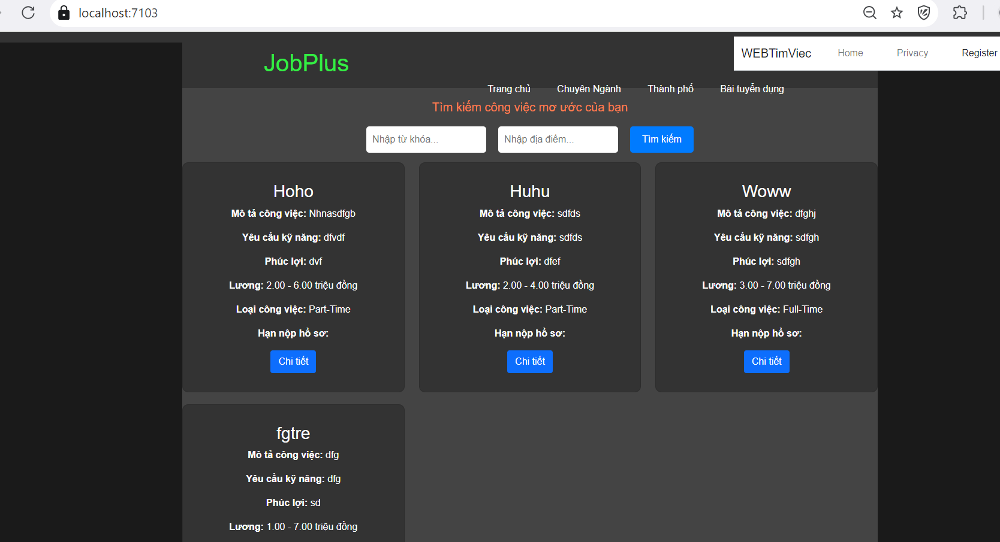 localhost:7103
JobPlus
WEBTimViec Home Privacy Register
Trang chủ Chuyên Ngành Thành phố Bài tuyển dụng
Tìm kiếm công việc mơ ước của bạn
Nhập từ khóa... Nhập địa điểm... Tìm kiếm
Hoho
Mô tả công việc: Nhnasdfgb
Yêu cầu kỹ năng: dfvdf
Phúc lợi: dvf
Lương: 2.00 - 6.00 triệu đồng
Loại công việc: Part-Time
Hạn nộp hồ sơ:
Chi tiết
Huhu
Mô tả công việc: sdfds
Yêu cầu kỹ năng: sdfds
Phúc lợi: dfef
Lương: 2.00 - 4.00 triệu đồng
Loại công việc: Part-Time
Hạn nộp hồ sơ:
Chi tiết
Woww
Mô tả công việc: dfghj
Yêu cầu kỹ năng: sdfgh
Phúc lợi: sdfgh
Lương: 3.00 - 7.00 triệu đồng
Loại công việc: Full-Time
Hạn nộp hồ sơ:
Chi tiết
fgtre
Mô tả công việc: dfg
Yêu cầu kỹ năng: dfg
Phúc lợi: sd
Lương: 1.00 - 7.00 triệu đồng